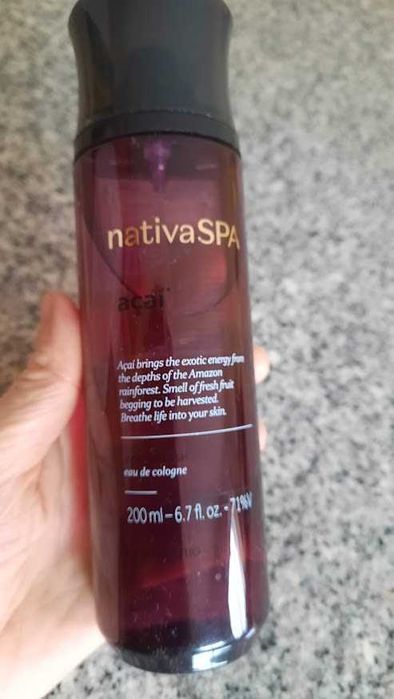 nativaSPA
açaí
Açaí brings the exotic energy from
the depths of the Amazon
rainforest. Smell of fresh fruit
begging to be harvested.
Breathe life into your skin.
eau de cologne
200 ml – 6.7 fl. oz. - 71%V